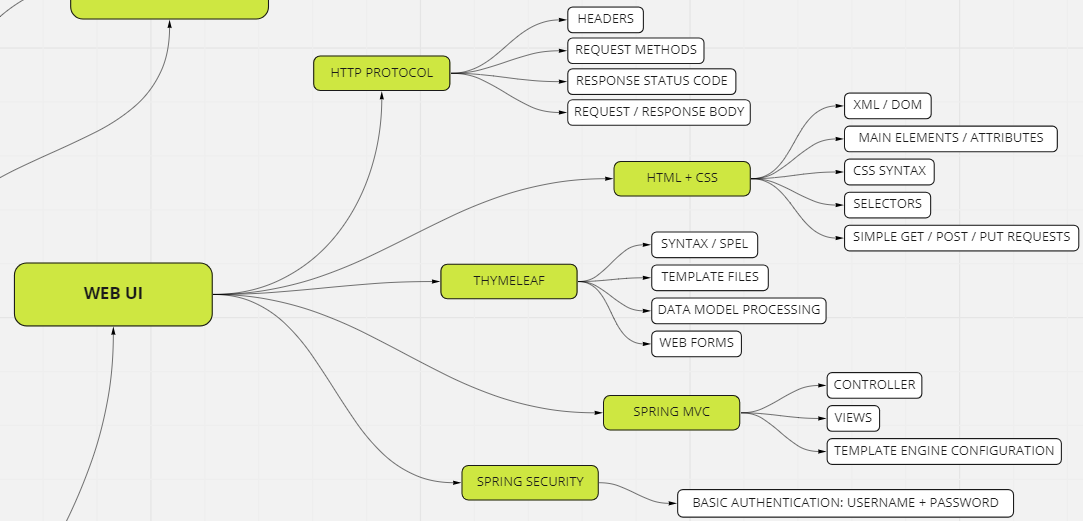 HEADERS
HTTP PROTOCOL
REQUEST METHODS
RESPONSE STATUS CODE
REQUEST / RESPONSE BODY
XML / DOM
MAIN ELEMENTS / ATTRIBUTES
HTML + CSS
CSS SYNTAX
SELECTORS
SIMPLE GET / POST / PUT REQUESTS
WEB UI
THYMELEAF
SYNTAX / SPEL
TEMPLATE FILES
DATA MODEL PROCESSING
WEB FORMS
SPRING MVC
CONTROLLER
VIEWS
TEMPLATE ENGINE CONFIGURATION
SPRING SECURITY
BASIC AUTHENTICATION: USERNAME + PASSWORD